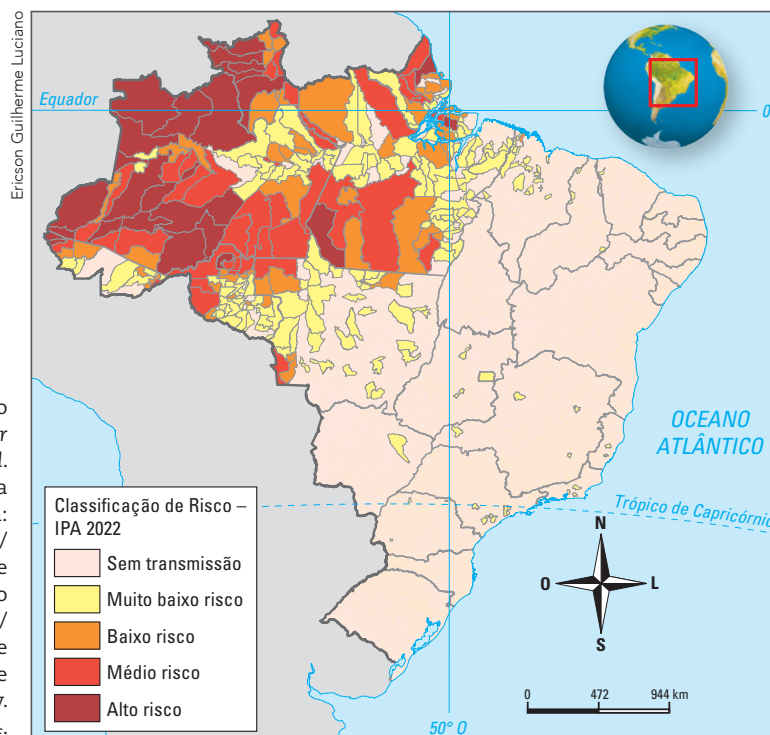 Ericson Guilherme Luciano
Equador
0
OCEANO
ATLÂNTICO
Trópico de Capricórnio
Classificação de Risco –
IPA 2022
Sem transmissão
Muito baixo risco
Baixo risco
Médio risco
Alto risco
N
O
L
S
0 472 944 km
50° O
o
r
l.
a
a:
/
e
o
/
e
e
v.